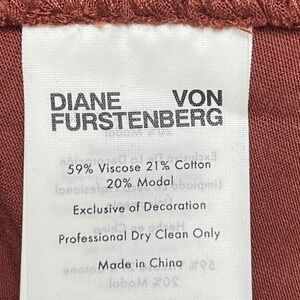 DIANE VON
FURSTENBERG
59% Viscose 21% Cotton
20% Modal
Exclusive of Decoration
Professional Dry Clean Only
Made in China